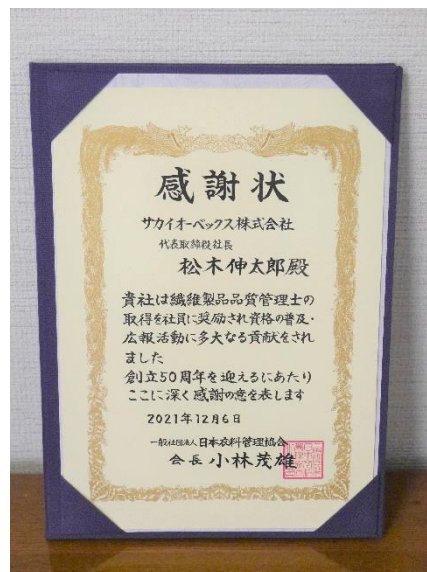 感謝状
サカイオーベックス株式会社
代表取締役社長
松木伸太郎殿
貴社は繊維製品品質管理士の
取得を社員に奨励され資格の普及・
広報活動に多大なる貢献をされ
ました
創立50周年を迎えるにあたり
ここに深く感謝の意を表します
2021年12月6日
一般社団法人日本衣料管理協会
会長 小林茂雄